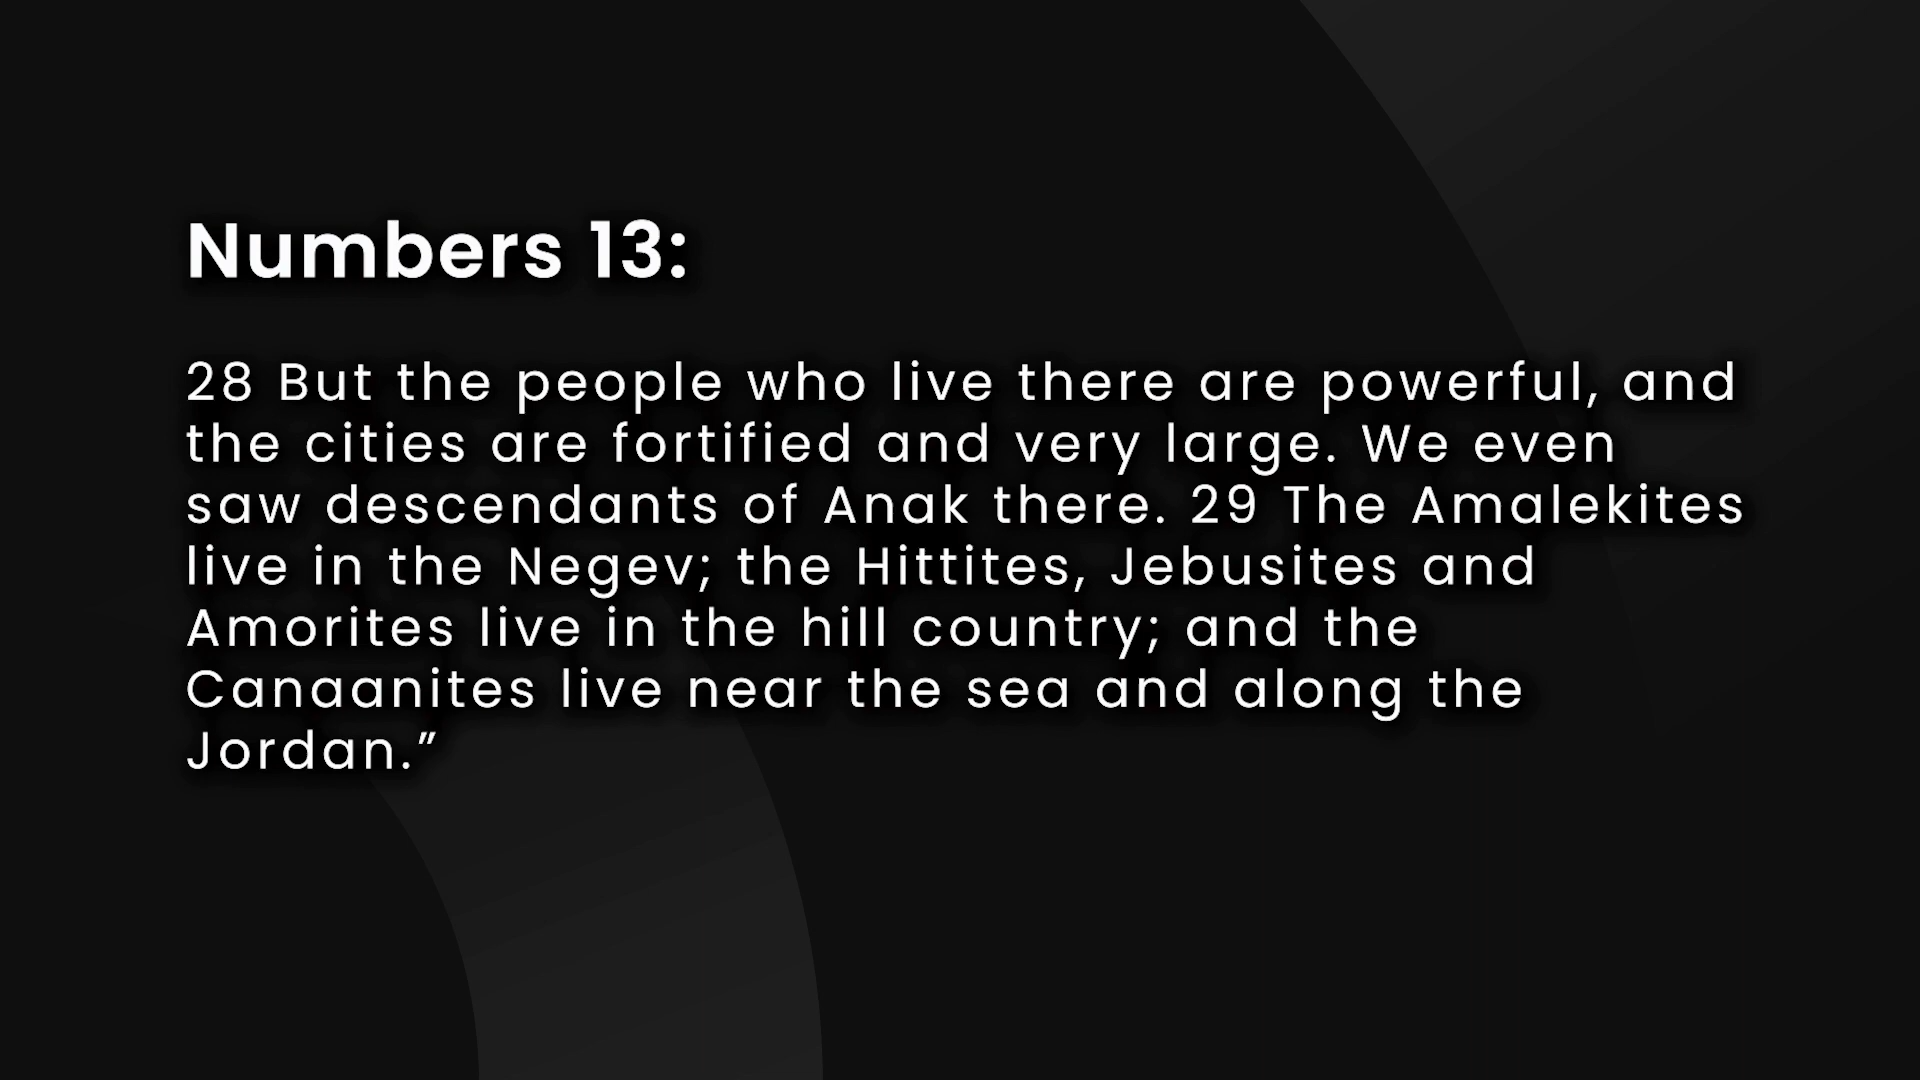 Numbers 13:
28 But the people who live there are powerful, and
the cities are fortified and very large. We even
saw descendants of Anak there. 29 The Amalekites
live in the Negev; the Hittites, Jebusites and
Amorites live in the hill country; and the
Canaanites live near the sea and along the
Jordan.”